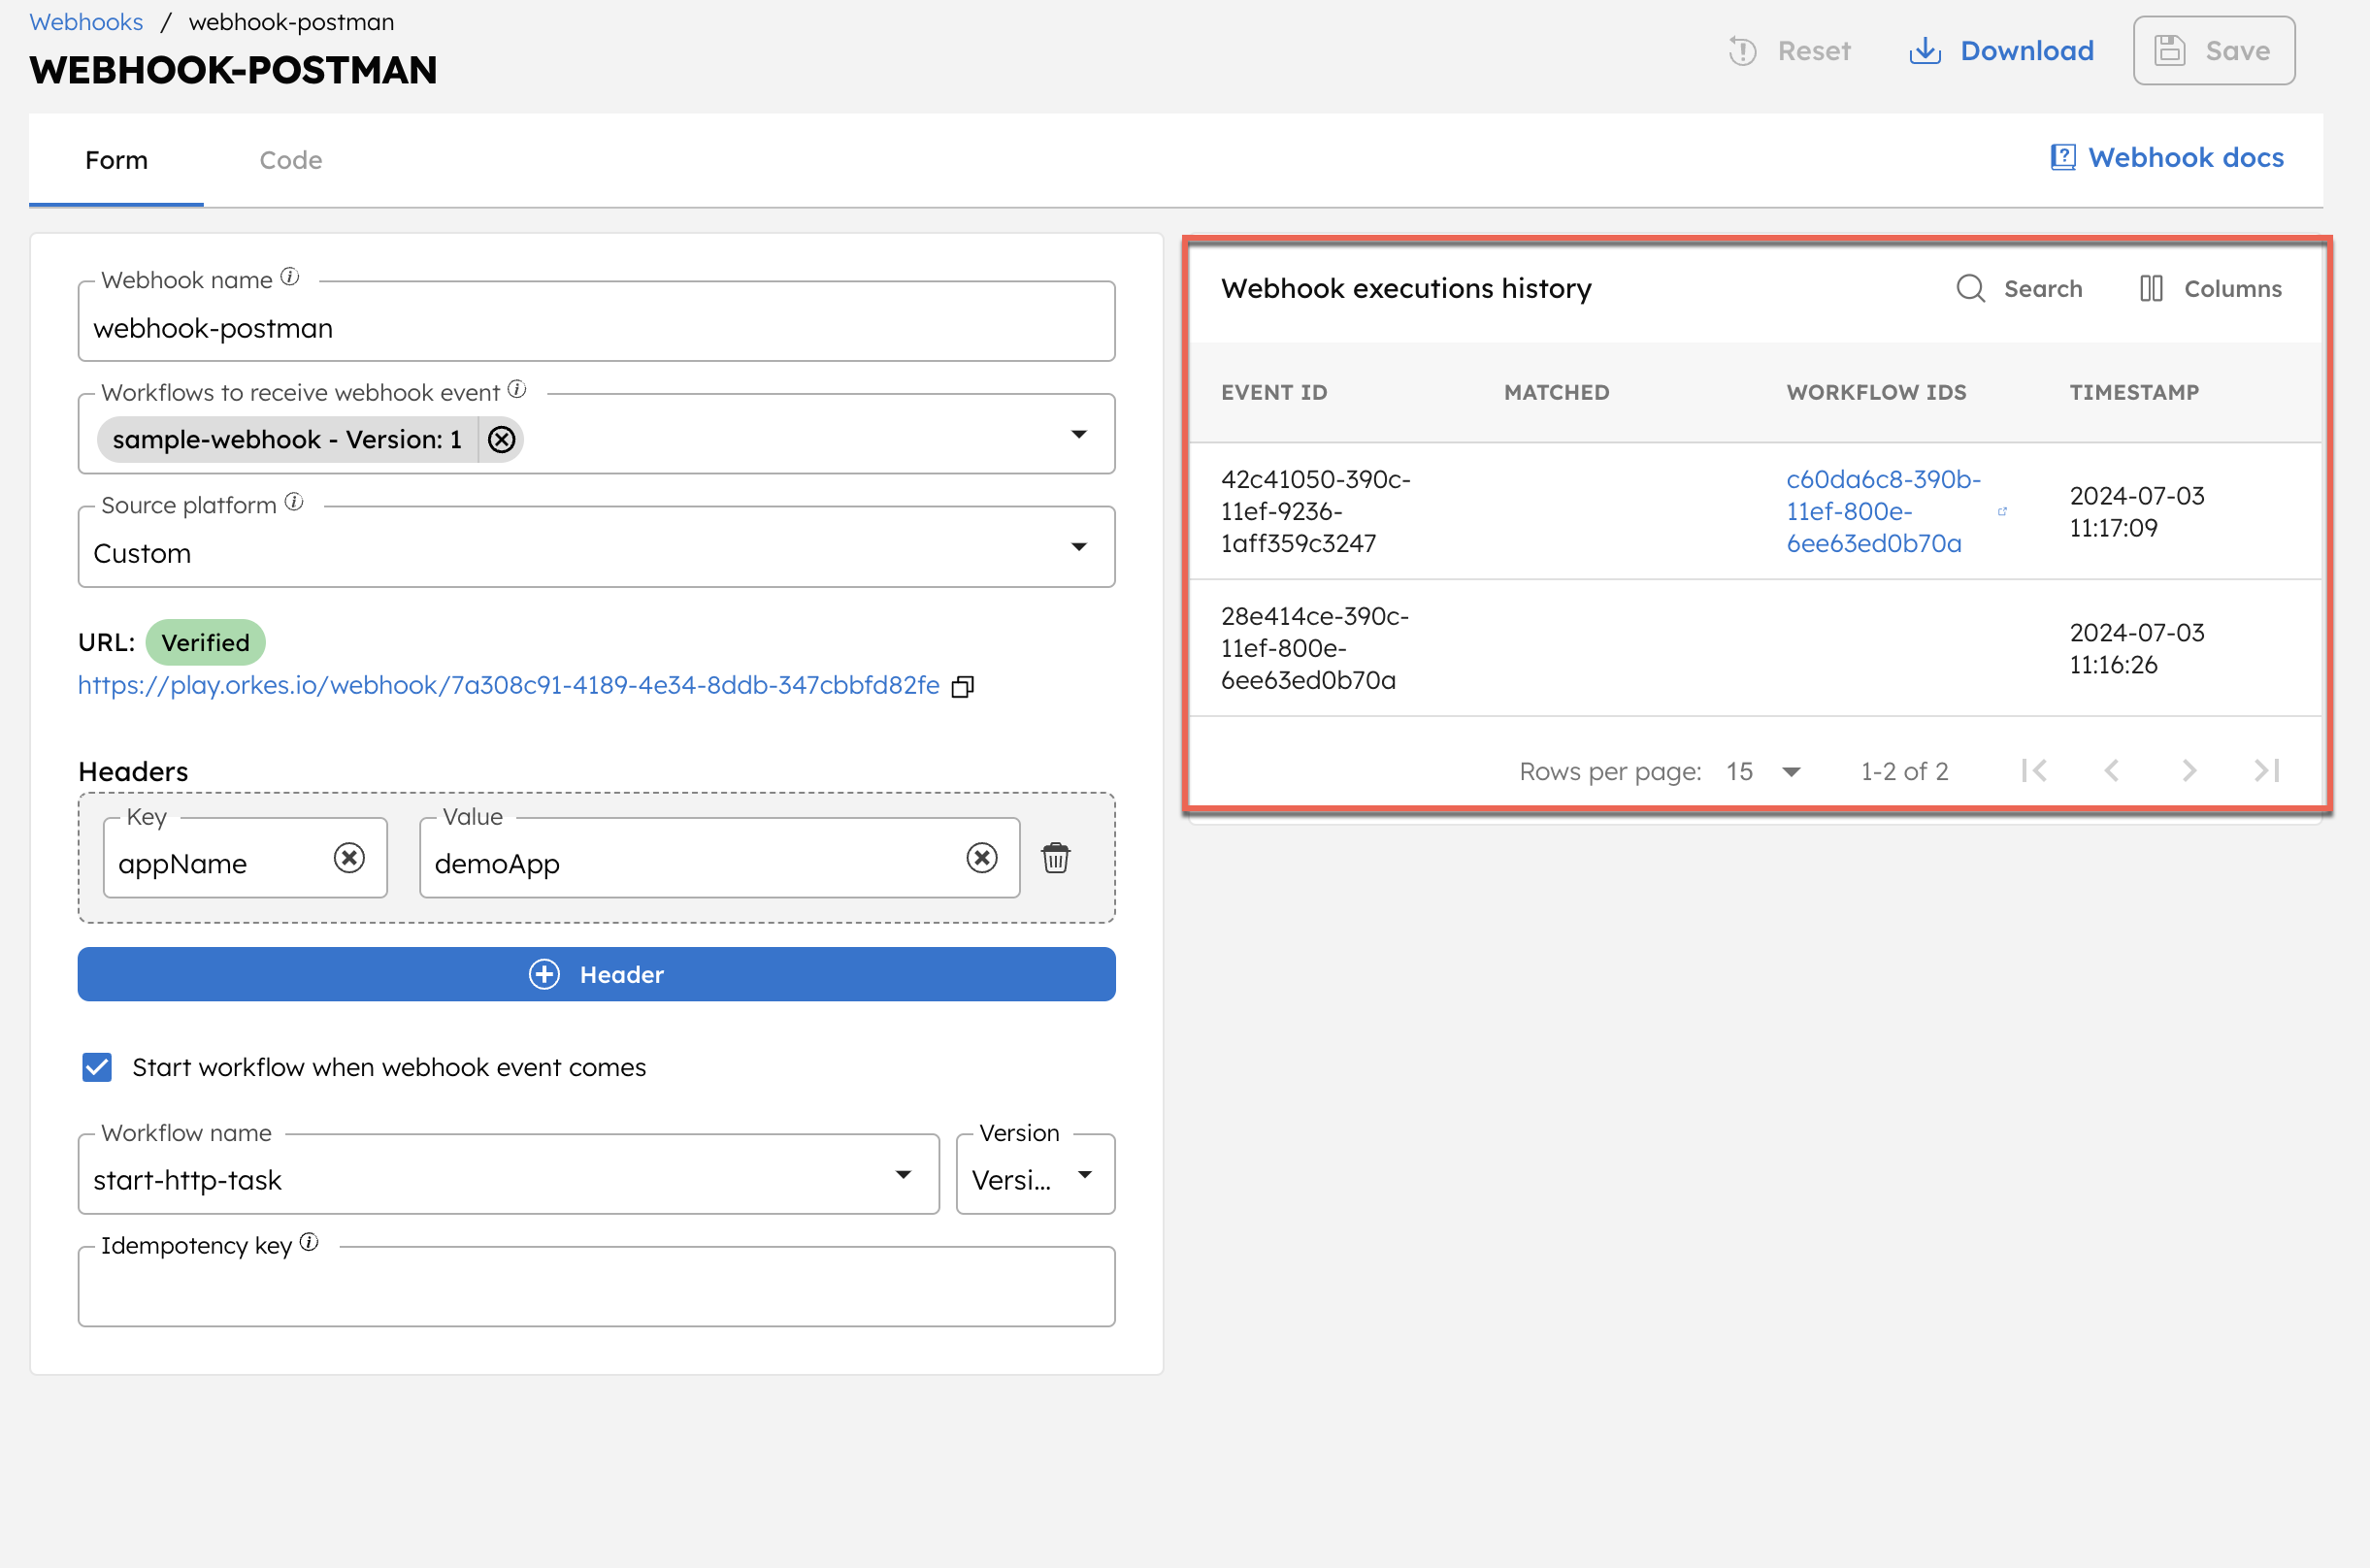 Webhooks / webhook-postman
WEBHOOK-POSTMAN
Reset
Download
Save
Form
Code
Webhook docs
Webhook name
webhook-postman
Workflows to receive webhook event
sample-webhook - Version: 1
Source platform
Custom
URL: Verified
https://play.orkes.io/webhook/7a308c91-4189-4e34-8ddb-347cbbfd82fe
Headers
Key
appName
Value
demoApp
Header
Start workflow when webhook event comes
Workflow name
start-http-task
Version
Versi...
Idempotency key
Webhook executions history
Search
Columns
EVENT ID
MATCHED
WORKFLOW IDS
TIMESTAMP
42c41050-390c-
11ef-9236-
1aff359c3247
c60da6c8-390b-
11ef-800e-
6ee63ed0b70a
2024-07-03
11:17:09
28e414ce-390c-
11ef-800e-
6ee63ed0b70a
2024-07-03
11:16:26
Rows per page: 15
1-2 of 2